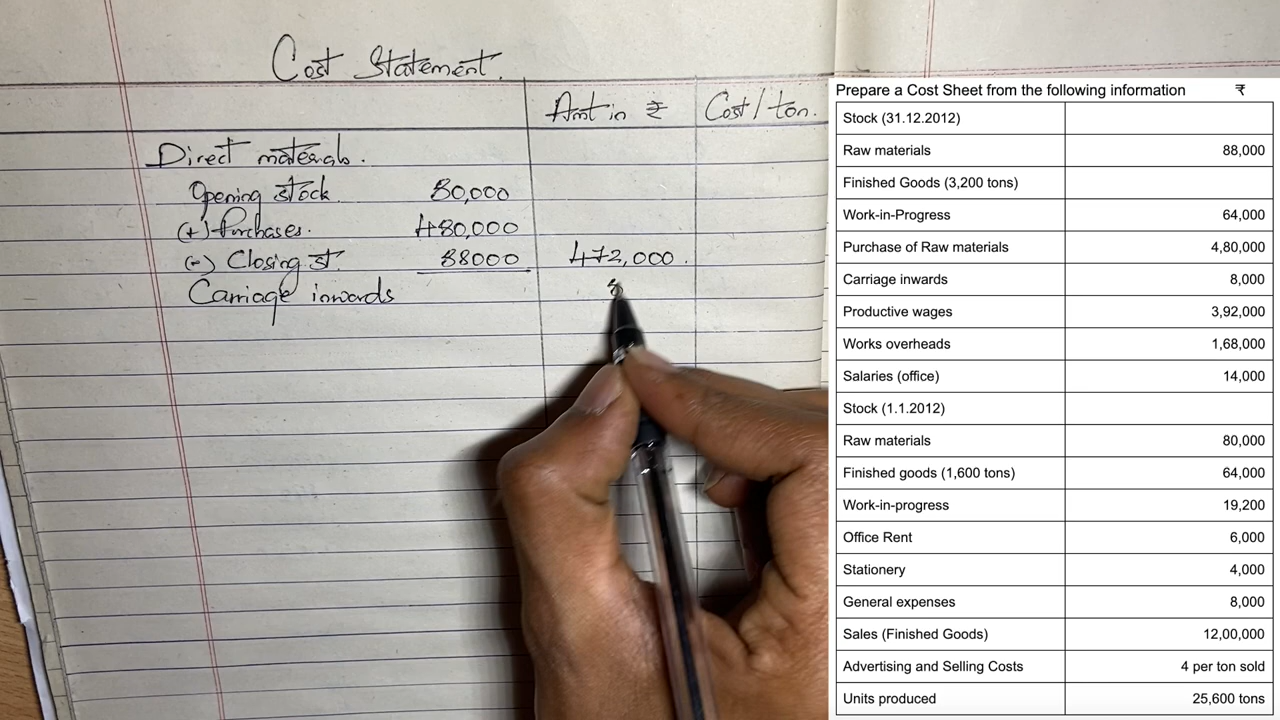 Cost Statement.
Amt in ₹ Cost/ton.
Direct materials.
Opening stock 80,000
(+) Purchases. 480,000
(-) Closing st. 88000 472,000.
Carriage inwards 8
Prepare a Cost Sheet from the following information ₹
Stock (31.12.2012)
Raw materials 88,000
Finished Goods (3,200 tons)
Work-in-Progress 64,000
Purchase of Raw materials 4,80,000
Carriage inwards 8,000
Productive wages 3,92,000
Works overheads 1,68,000
Salaries (office) 14,000
Stock (1.1.2012)
Raw materials 80,000
Finished goods (1,600 tons) 64,000
Work-in-progress 19,200
Office Rent 6,000
Stationery 4,000
General expenses 8,000
Sales (Finished Goods) 12,00,000
Advertising and Selling Costs 4 per ton sold
Units produced 25,600 tons